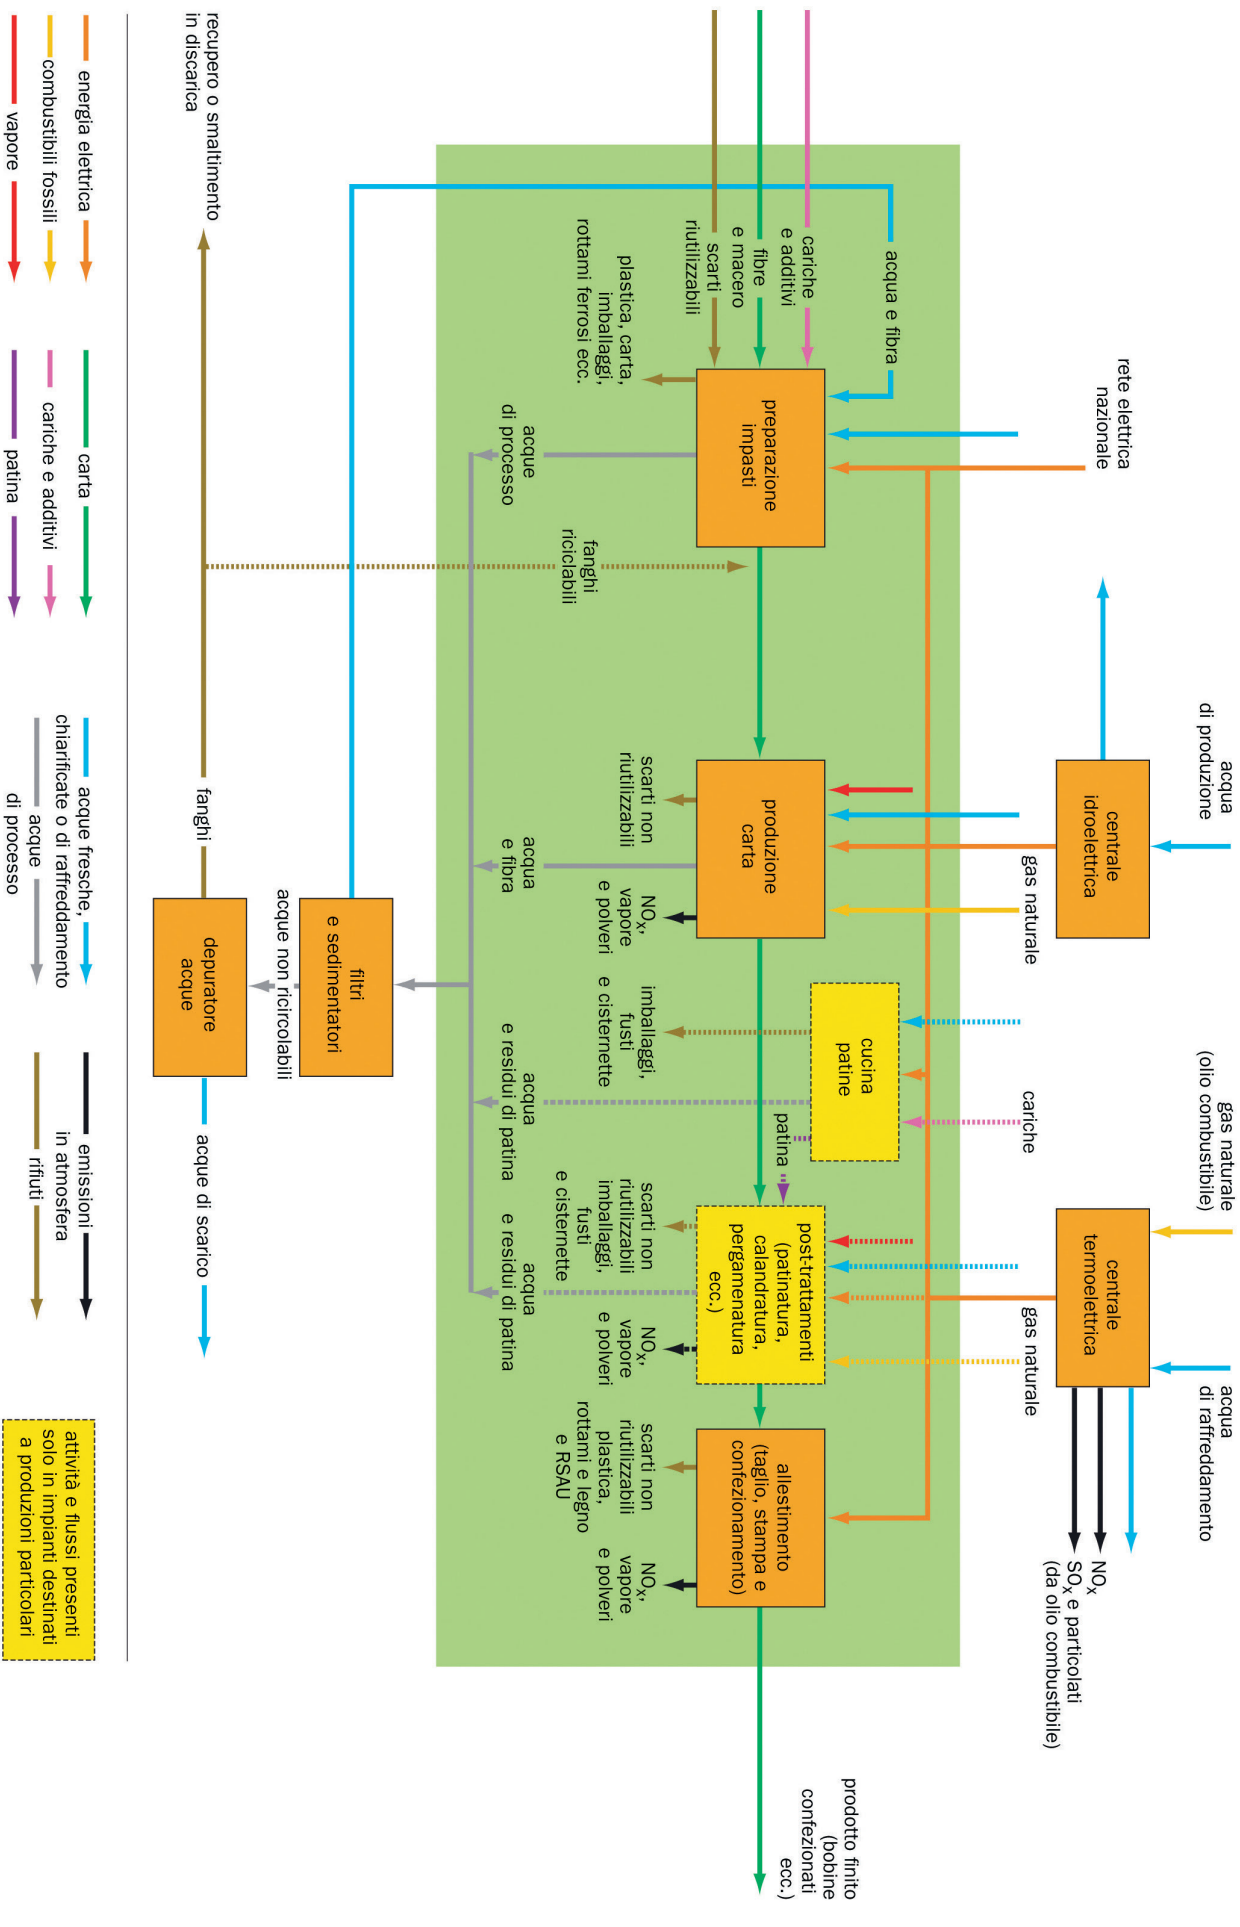 gas naturale
(olio combustibile)
acqua
di produzione
acqua
di raffreddamento
rete elettrica
nazionale
centrale
idroelettrica
centrale
termoelettrica
NOx
SOx e particolati
(da olio combustibile)
gas naturale
cariche
gas naturale
acqua e fibra
cucina
patine
cariche
e additivi
fibre
e macero
scarti
riutilizzabili
patina
preparazione
impasti
produzione
carta
post-trattamenti
(patinatura,
calandratura,
pergamenatura
ecc.)
allestimento
(taglio, stampa e
confezionamento)
prodotto finito
(bobine
confezionati
ecc.)
plastica, carta,
imballaggi,
rottami ferrosi ecc.
fanghi
riciclabili
scarti non
riutilizzabili
NOx,
vapore
e polveri
imballaggi,
fusti
e cisternette
scarti non
riutilizzabili
imballaggi,
fusti
e cisternette
NOx,
vapore
e polveri
scarti non
riutilizzabili
plastica,
rottami e legno
e RSAU
NOx,
vapore
e polveri
acque
di processo
acqua
e fibra
acqua
e residui di patina
acqua
e residui di patina
filtri
e sedimentatori
acque non ricircolabili
recupero o smaltimento
in discarica
fanghi
depuratore
acque
acque di scarico
energia elettrica
combustibili fossili
vapore
carta
cariche e additivi
patina
acque fresche,
chiarificate o di raffreddamento
acque
di processo
emissioni
in atmosfera
rifiuti
attività e flussi presenti
solo in impianti destinati
a produzioni particolari